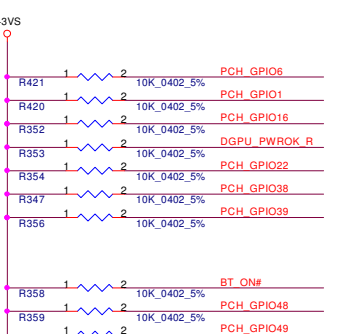 3VS
1 2 PCH_GPIO6
R421 10K_0402_5%
1 2 PCH_GPIO1
R420 10K_0402_5%
1 2 PCH_GPIO16
R352 10K_0402_5%
1 2 DGPU_PWROK_R
R353 10K_0402_5%
1 2 PCH_GPIO22
R354 10K_0402_5%
1 2 PCH_GPIO38
R347 10K_0402_5%
1 2 PCH_GPIO39
R356 10K_0402_5%
1 2 BT_ON#
R358 10K_0402_5%
1 2 PCH_GPIO48
R359 10K_0402_5%
1 2 PCH_GPIO49